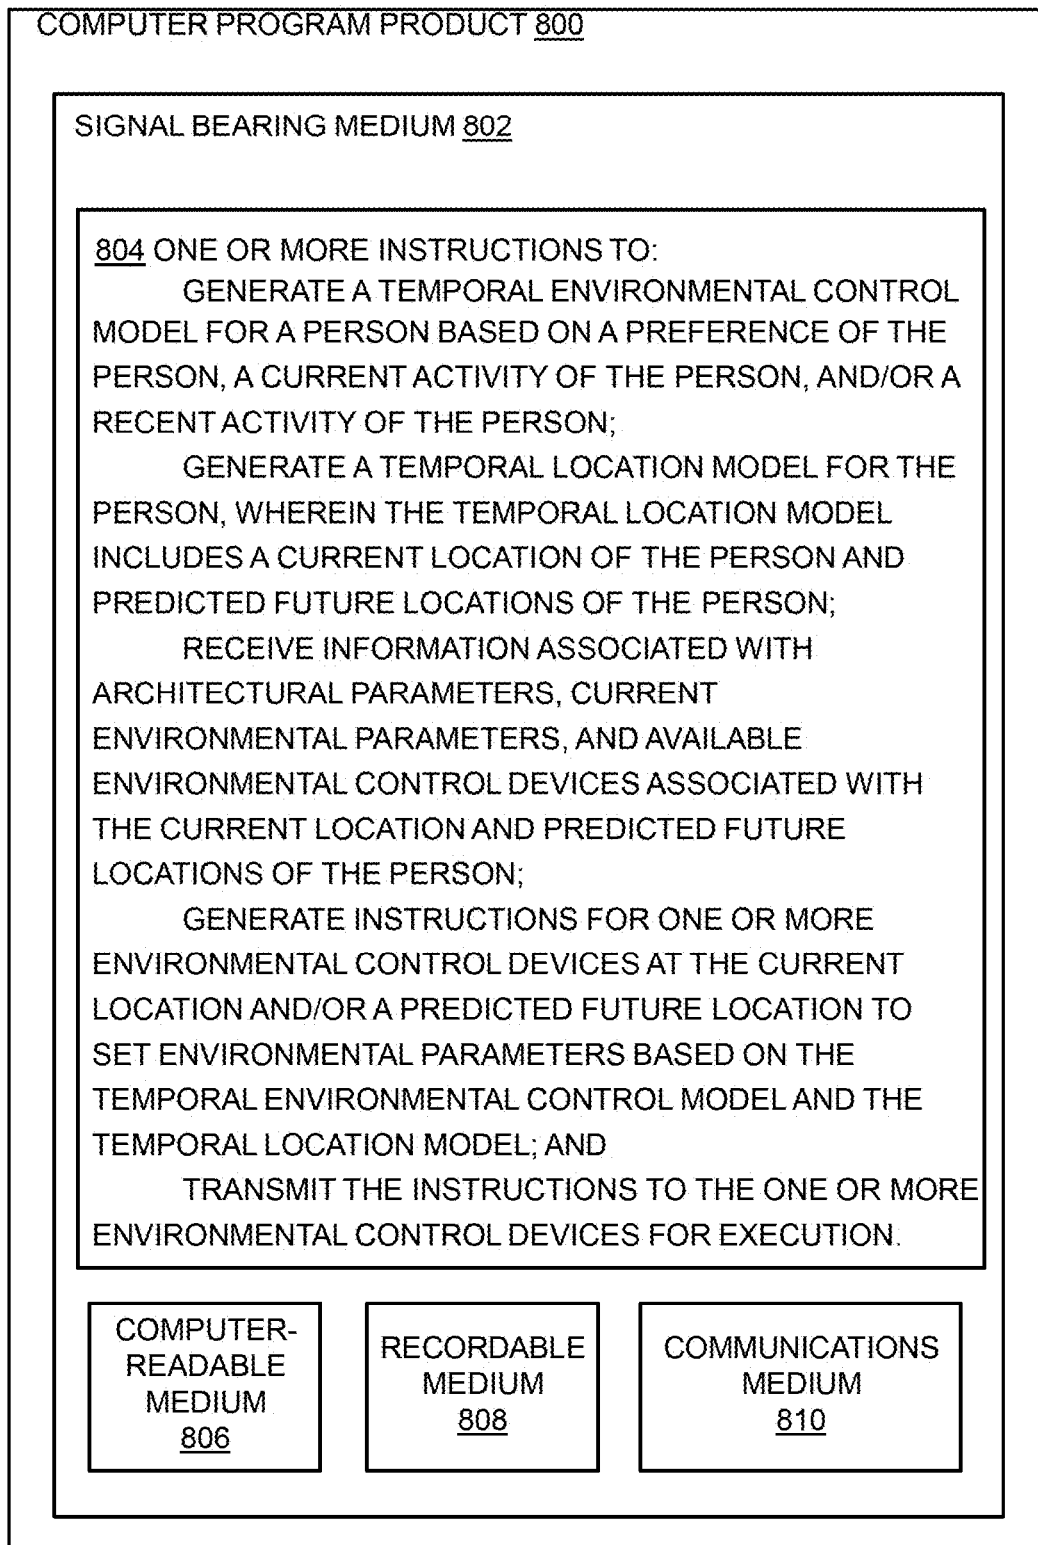 COMPUTER PROGRAM PRODUCT 800
SIGNAL BEARING MEDIUM 802
804 ONE OR MORE INSTRUCTIONS TO:
GENERATE A TEMPORAL ENVIRONMENTAL CONTROL
MODEL FOR A PERSON BASED ON A PREFERENCE OF THE
PERSON, A CURRENT ACTIVITY OF THE PERSON, AND/OR A
RECENT ACTIVITY OF THE PERSON;
GENERATE A TEMPORAL LOCATION MODEL FOR THE
PERSON, WHEREIN THE TEMPORAL LOCATION MODEL
INCLUDES A CURRENT LOCATION OF THE PERSON AND
PREDICTED FUTURE LOCATIONS OF THE PERSON;
RECEIVE INFORMATION ASSOCIATED WITH
ARCHITECTURAL PARAMETERS, CURRENT
ENVIRONMENTAL PARAMETERS, AND AVAILABLE
ENVIRONMENTAL CONTROL DEVICES ASSOCIATED WITH
THE CURRENT LOCATION AND PREDICTED FUTURE
LOCATIONS OF THE PERSON;
GENERATE INSTRUCTIONS FOR ONE OR MORE
ENVIRONMENTAL CONTROL DEVICES AT THE CURRENT
LOCATION AND/OR A PREDICTED FUTURE LOCATION TO
SET ENVIRONMENTAL PARAMETERS BASED ON THE
TEMPORAL ENVIRONMENTAL CONTROL MODEL AND THE
TEMPORAL LOCATION MODEL; AND
TRANSMIT THE INSTRUCTIONS TO THE ONE OR MORE
ENVIRONMENTAL CONTROL DEVICES FOR EXECUTION.
COMPUTER-
READABLE
MEDIUM
806
RECORDABLE
MEDIUM
808
COMMUNICATIONS
MEDIUM
810